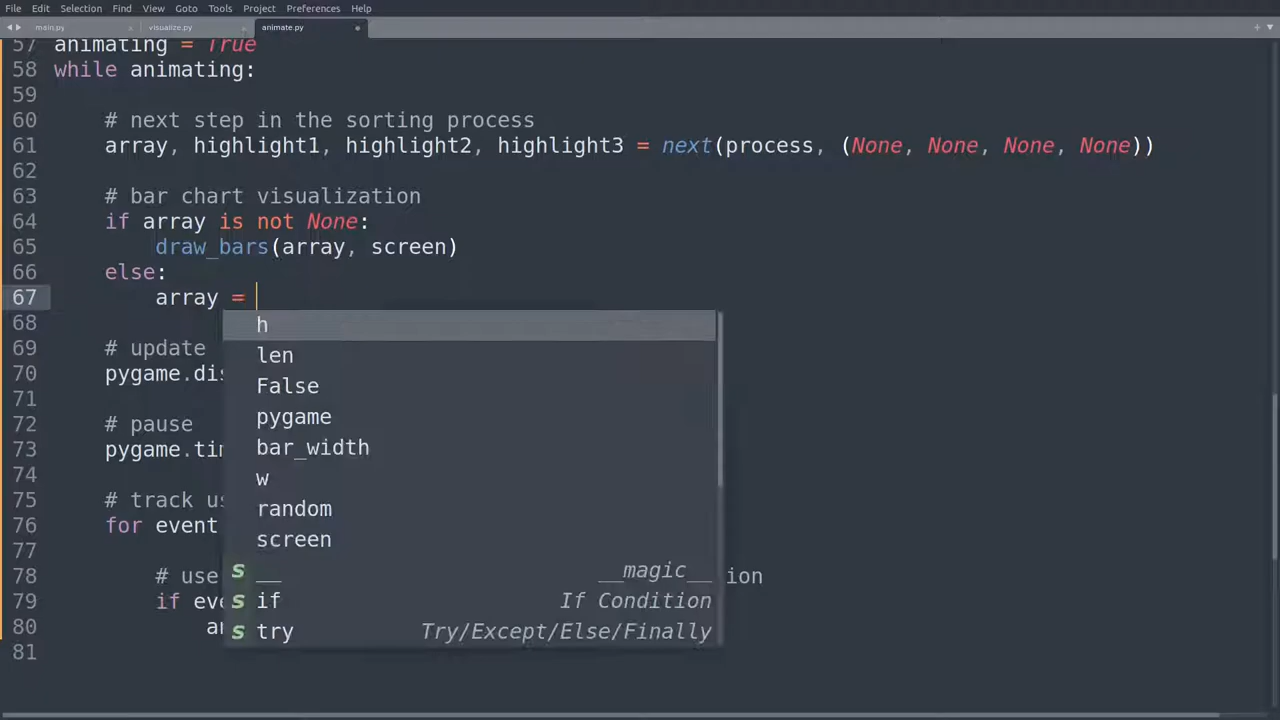 File Edit Selection Find View Goto Tools Project Preferences Help
main.py visualize.py animate.py
57 animating = True
58 while animating:
59
60 # next step in the sorting process
61 array, highlight1, highlight2, highlight3 = next(process, (None, None, None, None))
62
63 # bar chart visualization
64 if array is not None:
65 draw_bars(array, screen)
66 else:
67 array =
h
68
69 # update
len
70 pygame.dis
False
71
pygame
72 # pause
bar_width
73 pygame.tim
74
w
75 # track us
random
76 for event
screen
77
s __ __magic__
78 # use ion
s if If Condition
79 if eve
s try Try/Except/Else/Finally
80 an
81